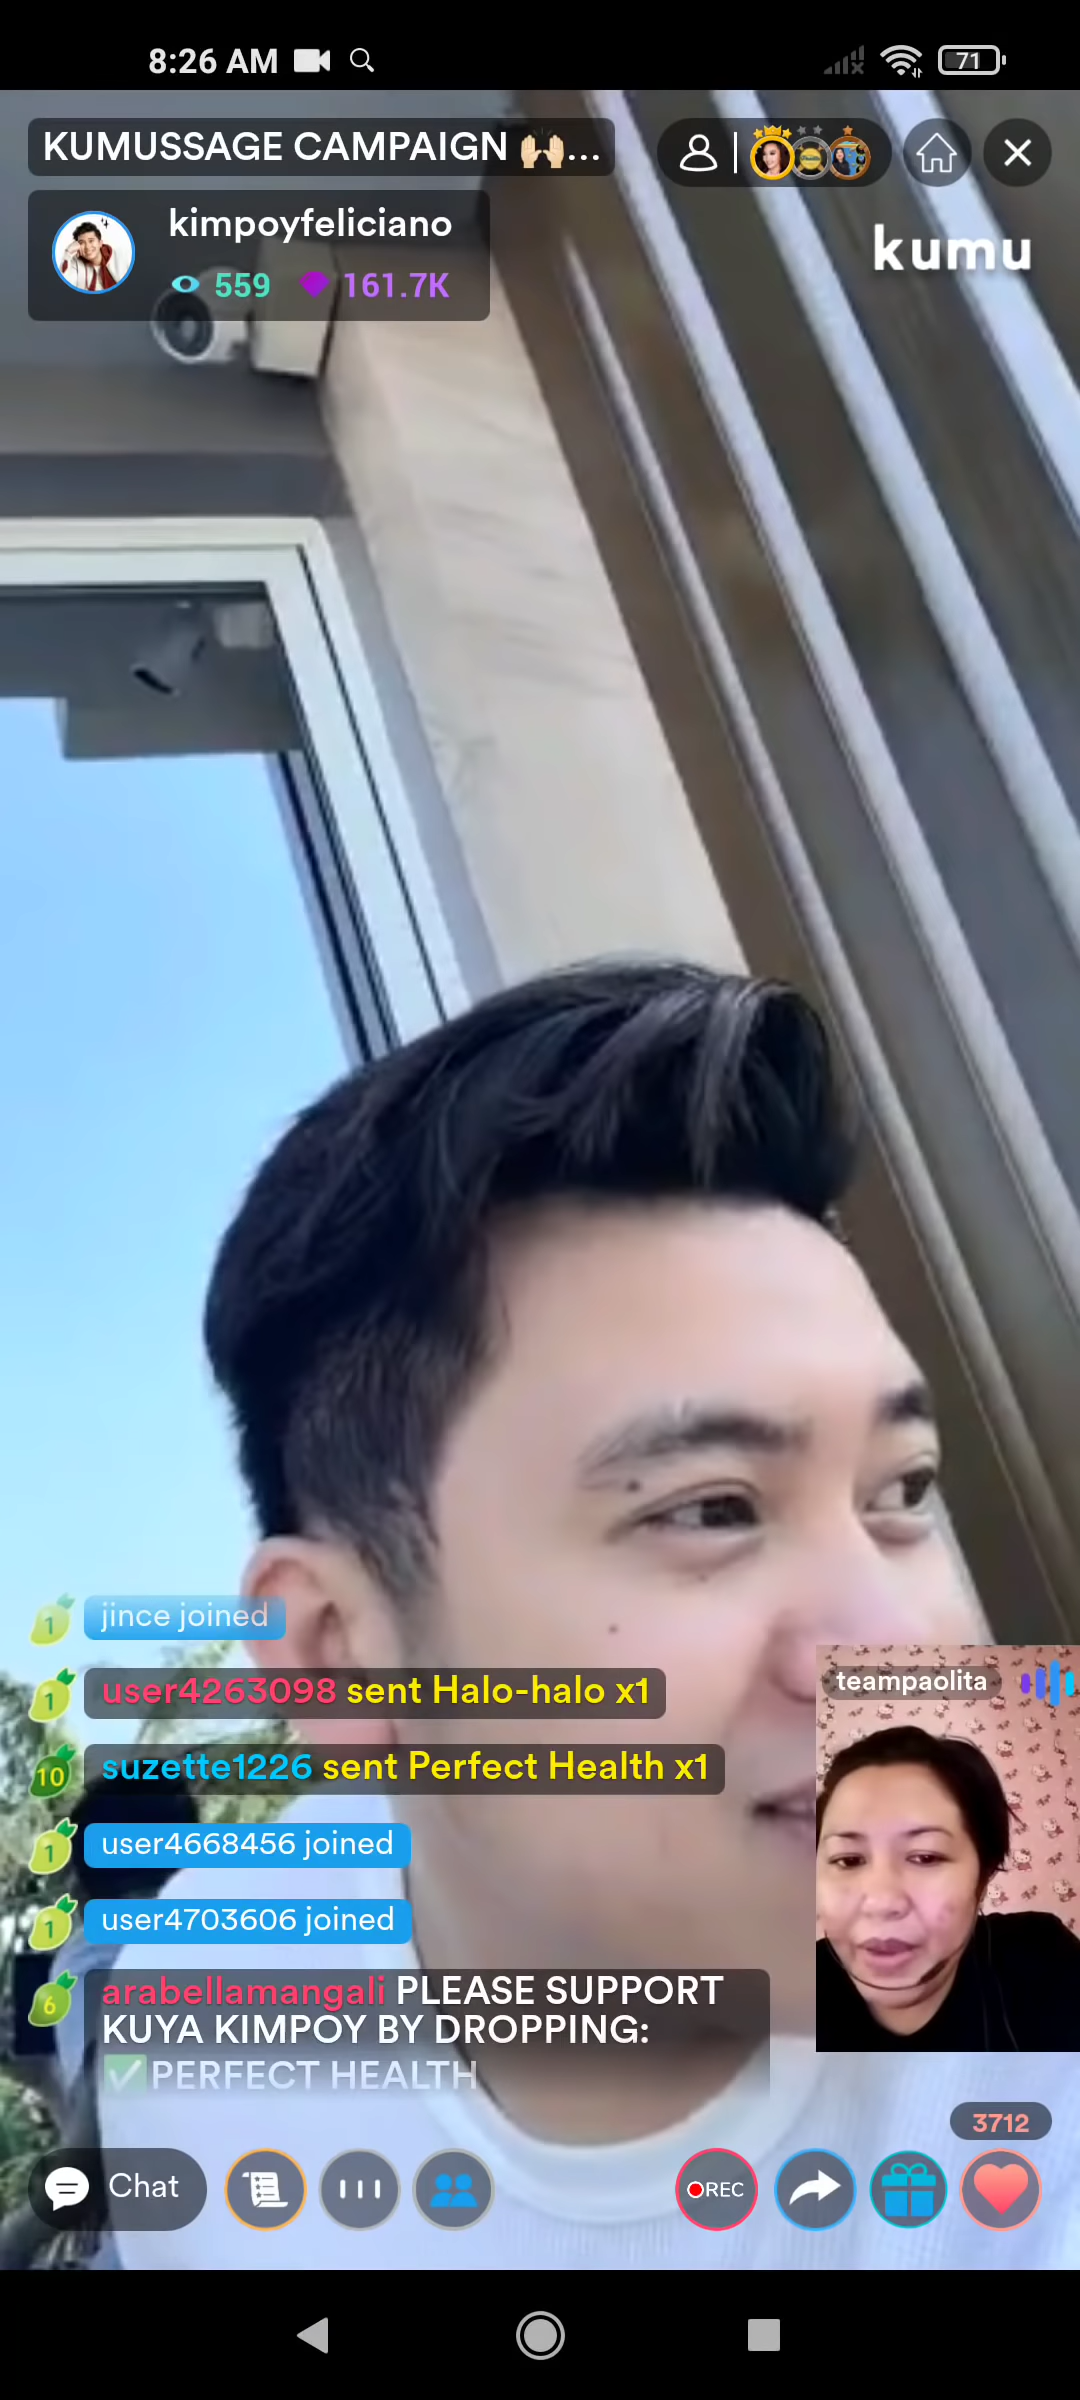 8:26 AM
71
KUMUSSAGE CAMPAIGN 🙌🏻...
kimpoyfeliciano
559 161.7K
kumu
jince joined
1
user4263098 sent Halo-halo x1
1
suzette1226 sent Perfect Health x1
10
user4668456 joined
1
user4703606 joined
1
arabellamangali PLEASE SUPPORT
6
KUYA KIMPOY BY DROPPING:
✅PERFECT HEALTH
teampaolita
3712
Chat
REC